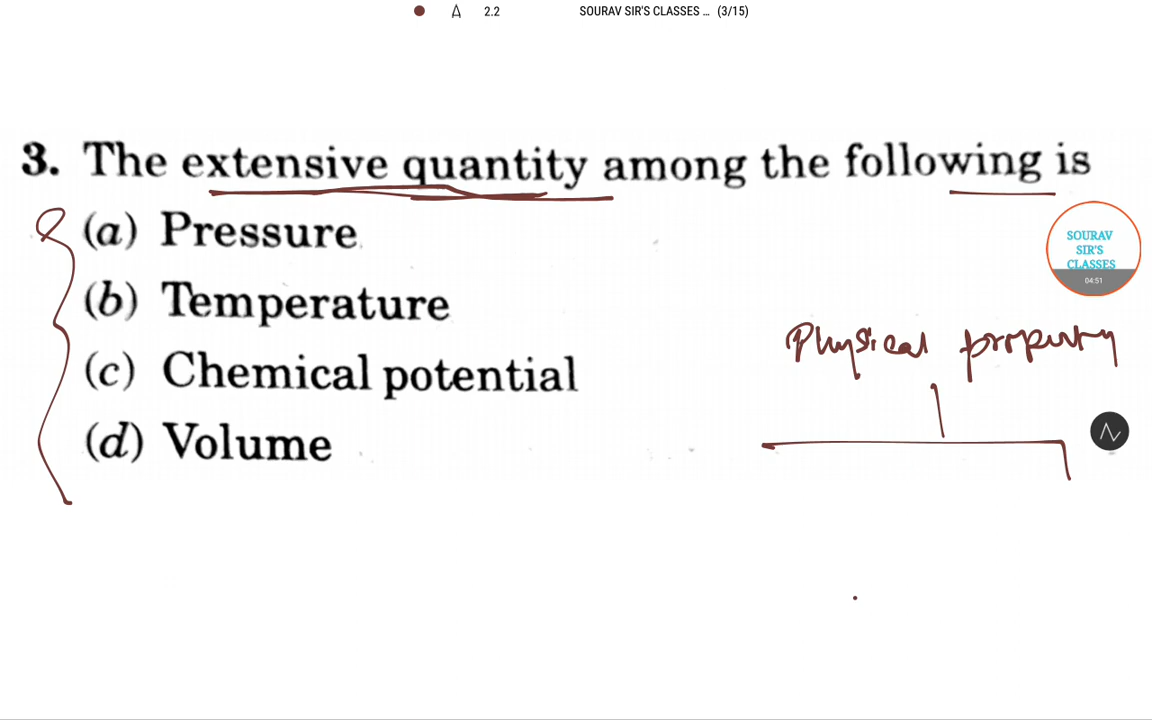 2.2 SOURAV SIR'S CLASSES ... (3/15)
3. The extensive quantity among the following is
(a) Pressure
(b) Temperature
(c) Chemical potential
(d) Volume
SOURAV
SIR'S
CLASSES
04:51
Physical property